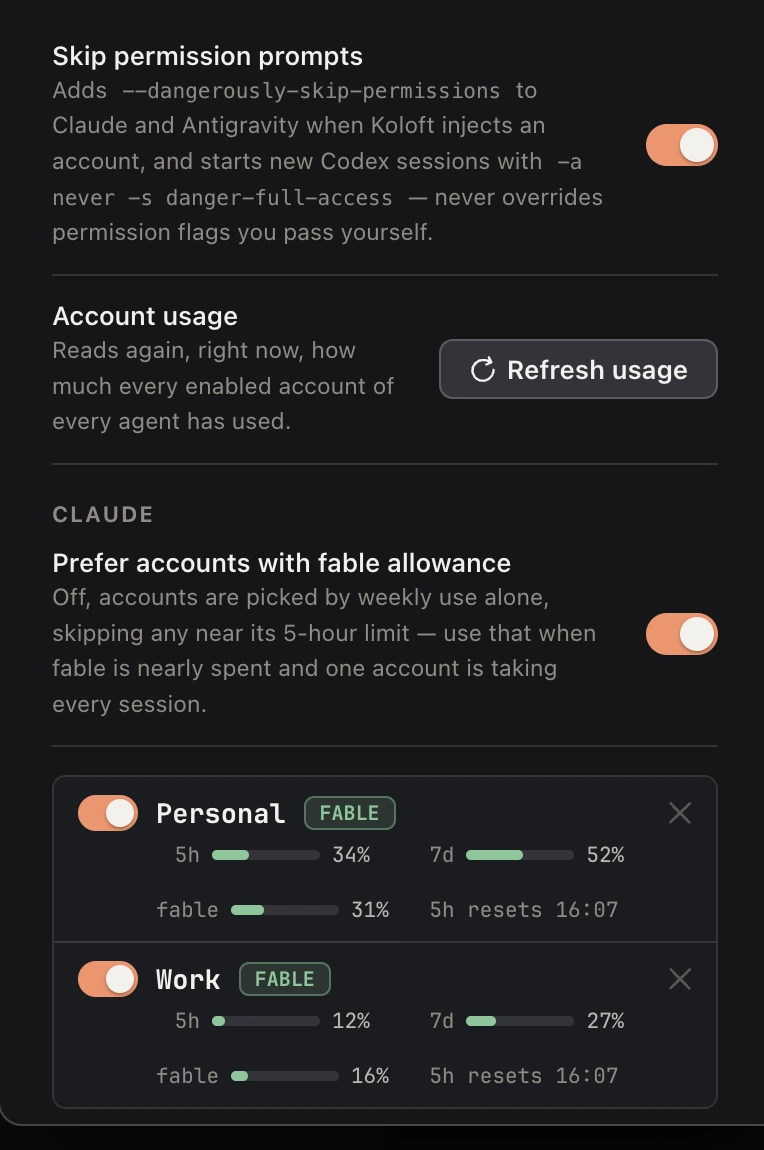 Skip permission prompts
Adds --dangerously-skip-permissions to
Claude and Antigravity when Koloft injects an
account, and starts new Codex sessions with -a
never -s danger-full-access — never overrides
permission flags you pass yourself.
Account usage
Reads again, right now, how
much every enabled account of
every agent has used.
Refresh usage
CLAUDE
Prefer accounts with fable allowance
Off, accounts are picked by weekly use alone,
skipping any near its 5-hour limit — use that when
fable is nearly spent and one account is taking
every session.
Personal FABLE
5h 34% 7d 52%
fable 31% 5h resets 16:07
Work FABLE
5h 12% 7d 27%
fable 16% 5h resets 16:07